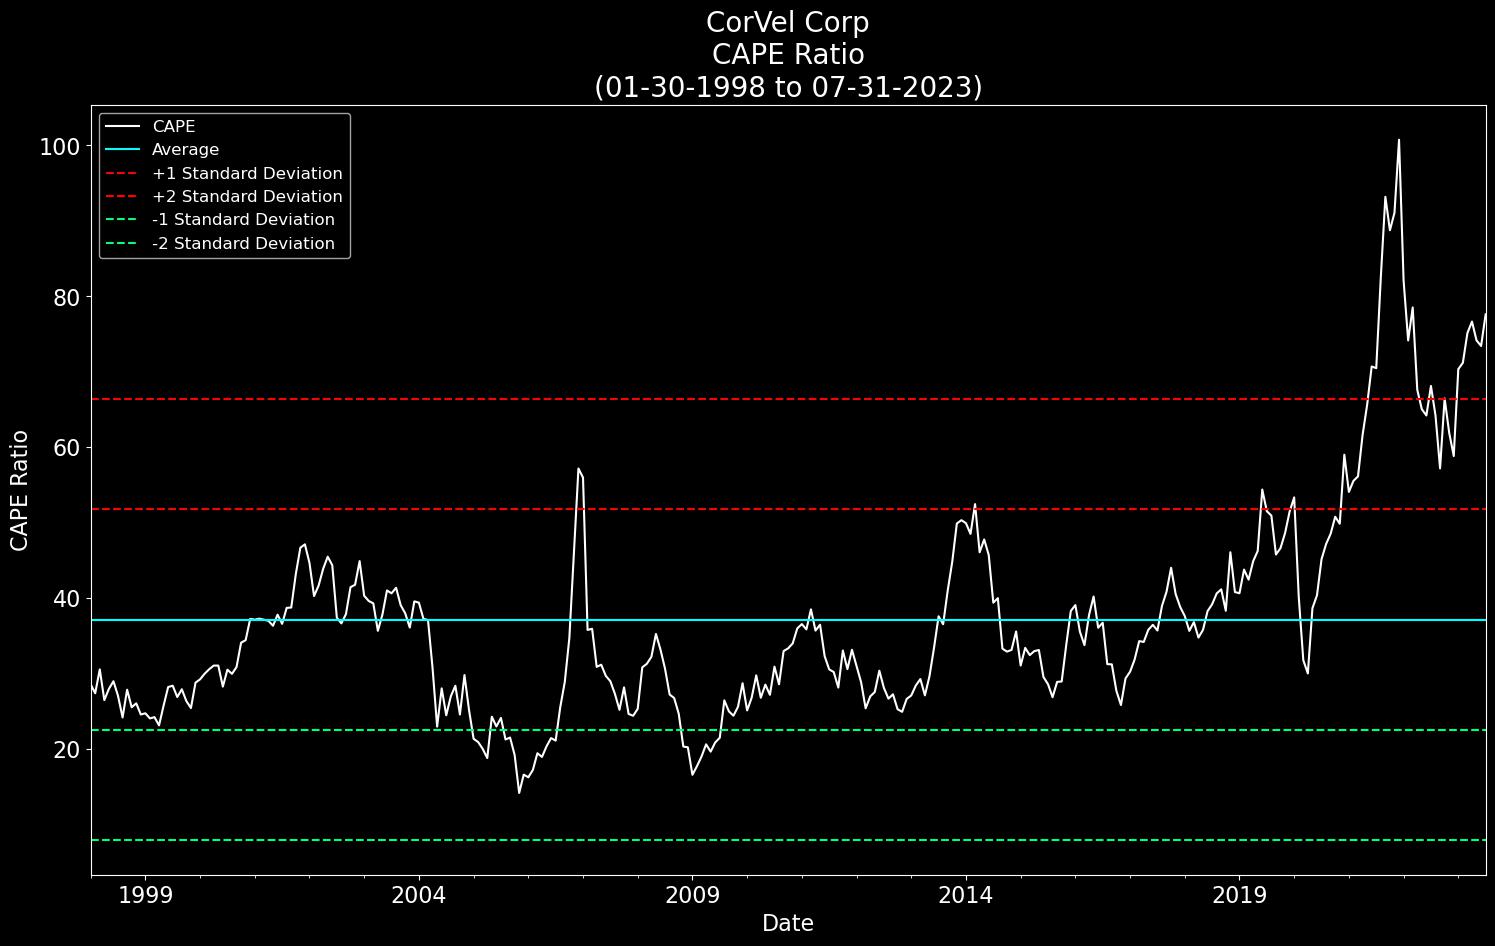 CorVel Corp
CAPE Ratio
(01-30-1998 to 07-31-2023)
CAPE
Average
+1 Standard Deviation
+2 Standard Deviation
-1 Standard Deviation
-2 Standard Deviation
100
80
60
40
20
CAPE Ratio
1999
2004
2009
2014
2019
Date